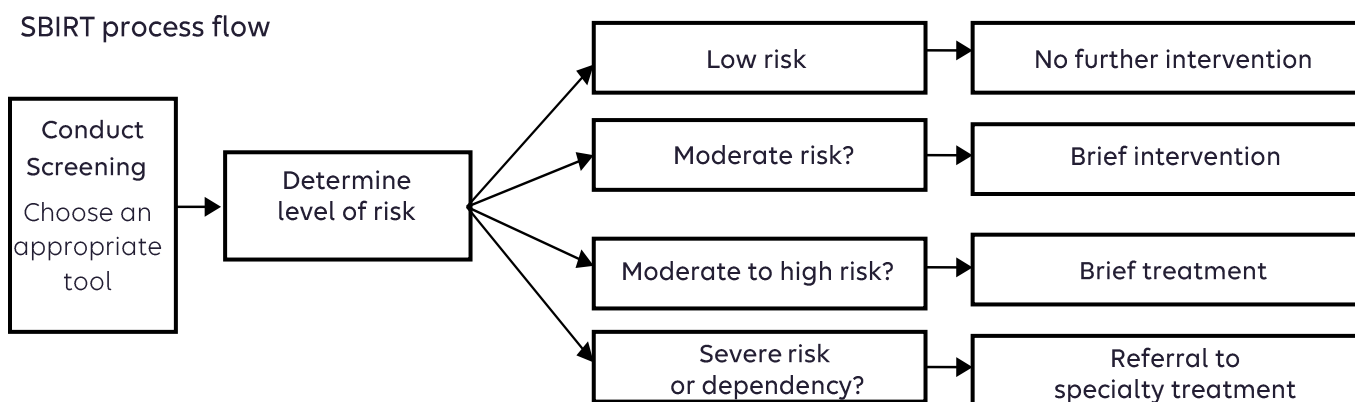 SBIRT process flow
Conduct
Screening
Choose an
appropriate
tool
Determine
level of risk
Low risk
No further intervention
Moderate risk?
Brief intervention
Moderate to high risk?
Brief treatment
Severe risk
or dependency?
Referral to
specialty treatment